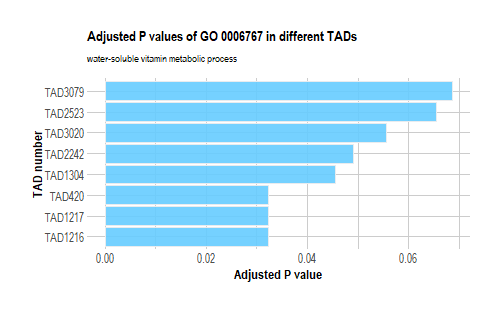 Adjusted P values of GO 0006767 in different TADs
water-soluble vitamin metabolic process
TAD number
TAD3079
TAD2523
TAD3020
TAD2242
TAD1304
TAD420
TAD1217
TAD1216
0.00 0.02 0.04 0.06
Adjusted P value